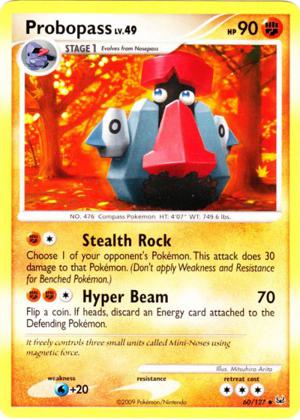 Probopass LV.49 HP 90
STAGE 1 Evolves from Nosepass
NO. 476 Compass Pokémon HT: 4'07" WT: 749.6 lbs.
Stealth Rock
Choose 1 of your opponent's Pokémon. This attack does 30
damage to that Pokémon. (Don't apply Weakness and Resistance
for Benched Pokémon.)
Hyper Beam 70
Flip a coin. If heads, discard an Energy card attached to the
Defending Pokémon.
It freely controls three small units called Mini-Noses using
magnetic force.
Illus. Mitsuhiro Arita
weakness resistance retreat cost
+20
©2009 Pokémon/Nintendo 60/127